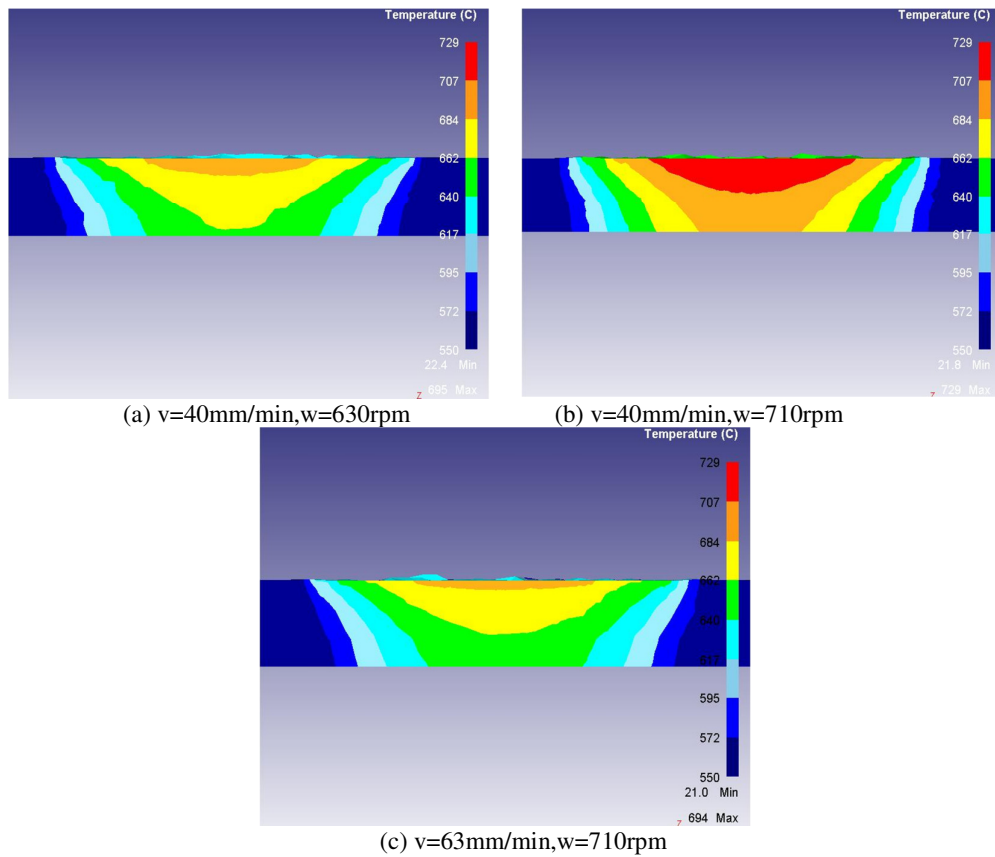 Temperature (C)
729
707
684
662
640
617
595
572
550
22.4 Min
z 695 Max
(a) v=40mm/min,w=630rpm
Temperature (C)
729
707
684
662
640
617
595
572
550
21.8 Min
z 729 Max
(b) v=40mm/min,w=710rpm
Temperature (C)
729
707
684
662
640
617
595
572
550
21.0 Min
z 694 Max
(c) v=63mm/min,w=710rpm